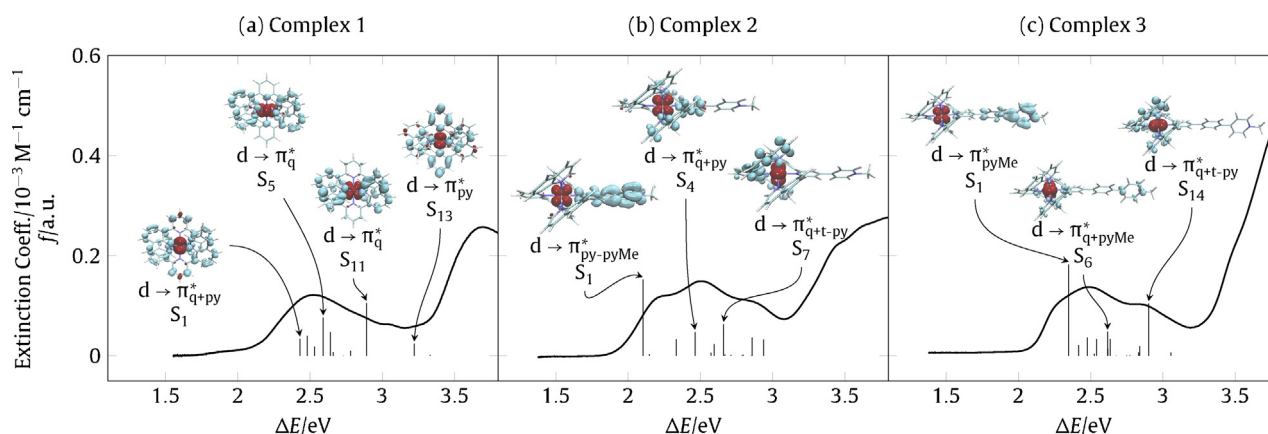 (a) Complex 1
(b) Complex 2
(c) Complex 3
Extinction Coeff./10⁻³ M⁻¹ cm⁻¹
f/a.u.
0.6
0.4
0.2
0
d → π*q
S5
d → π*q
S11
d → π*py
S13
d → π*q+py
S1
1.5 2 2.5 3 3.5
ΔE/eV
d → π*q+py
S4
d → π*py-pyMe
S1
d → π*q+t-py
S7
1.5 2 2.5 3 3.5
ΔE/eV
d → π*pyMe
S1
d → π*q+pyMe
S6
d → π*q+t-py
S14
1.5 2 2.5 3 3.5
ΔE/eV